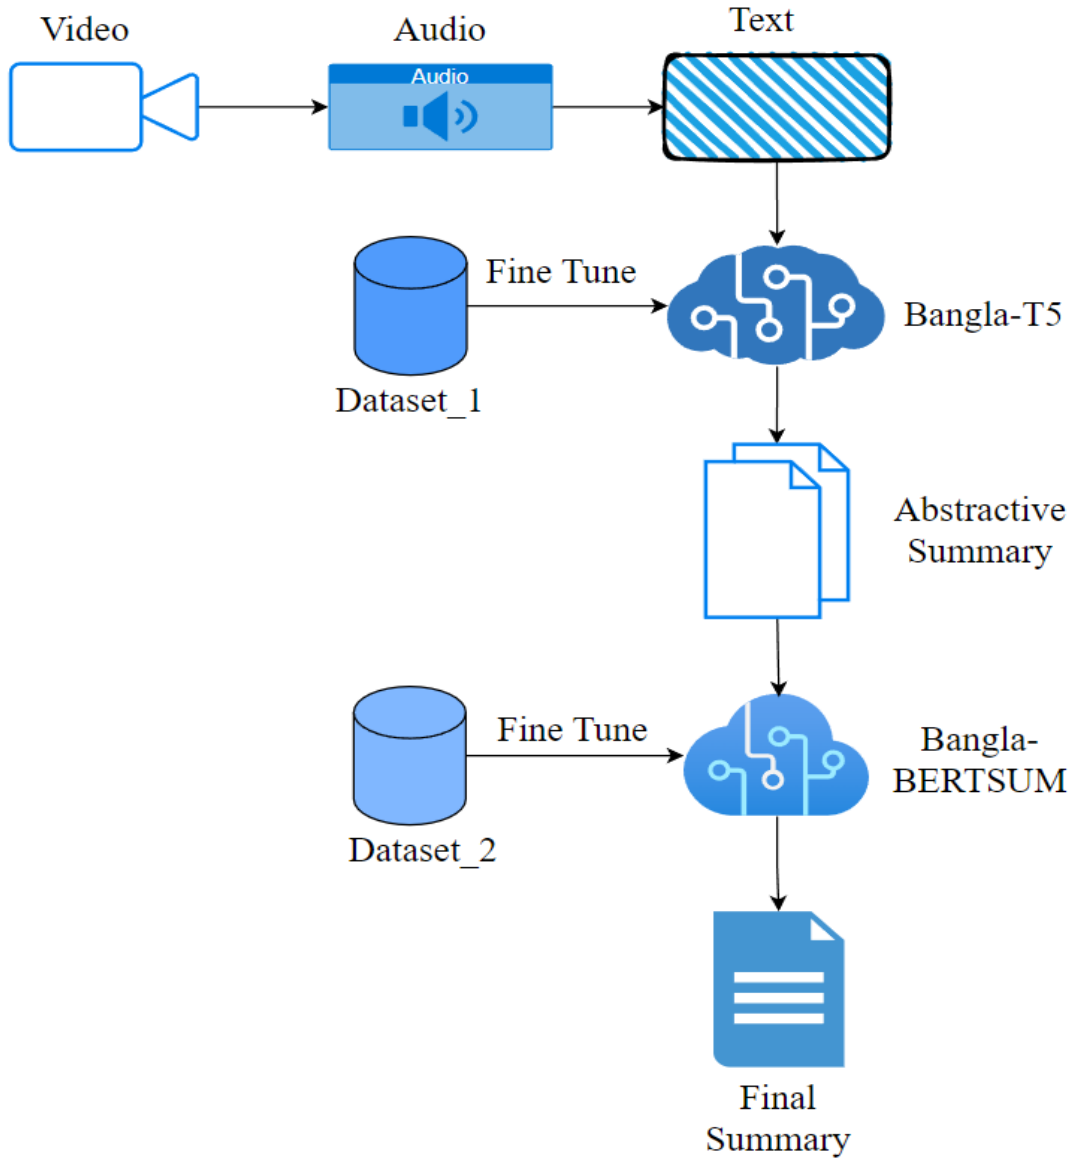 Video
Audio
Text
Audio
Fine Tune
Bangla-T5
Dataset_1
Abstractive
Summary
Fine Tune
Bangla-
BERTSUM
Dataset_2
Final
Summary